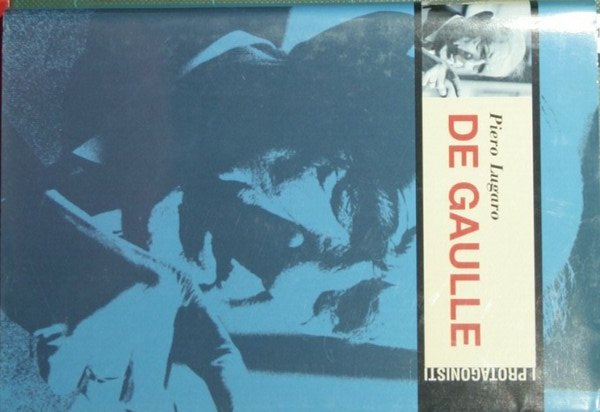 Piero Lugaro
DE GAULLE
I PROTAGONISTI